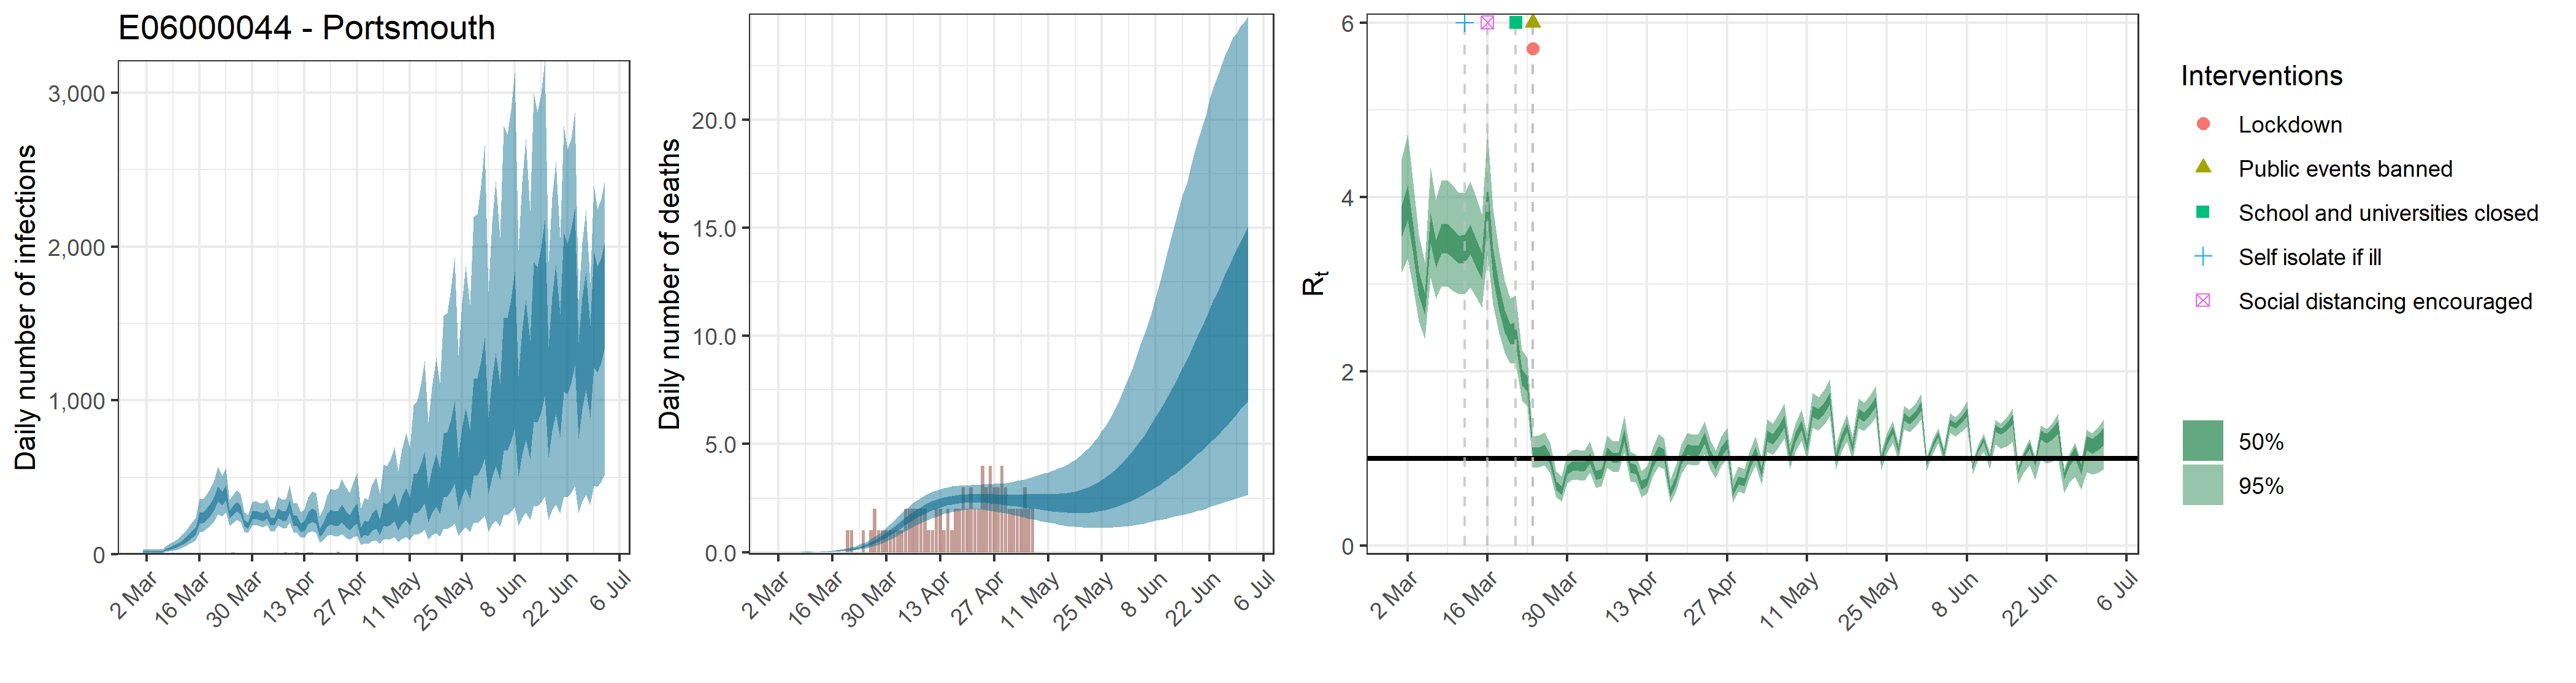 E06000044 - Portsmouth
Daily number of infections
3,000
2,000
1,000
0
2 Mar
16 Mar
30 Mar
13 Apr
27 Apr
11 May
25 May
8 Jun
22 Jun
6 Jul
Daily number of deaths
20.0
15.0
10.0
5.0
0.0
2 Mar
16 Mar
30 Mar
13 Apr
27 Apr
11 May
25 May
8 Jun
22 Jun
6 Jul
Rt
6
4
2
0
2 Mar
16 Mar
30 Mar
13 Apr
27 Apr
11 May
25 May
8 Jun
22 Jun
6 Jul
Interventions
Lockdown
Public events banned
School and universities closed
Self isolate if ill
Social distancing encouraged
50%
95%